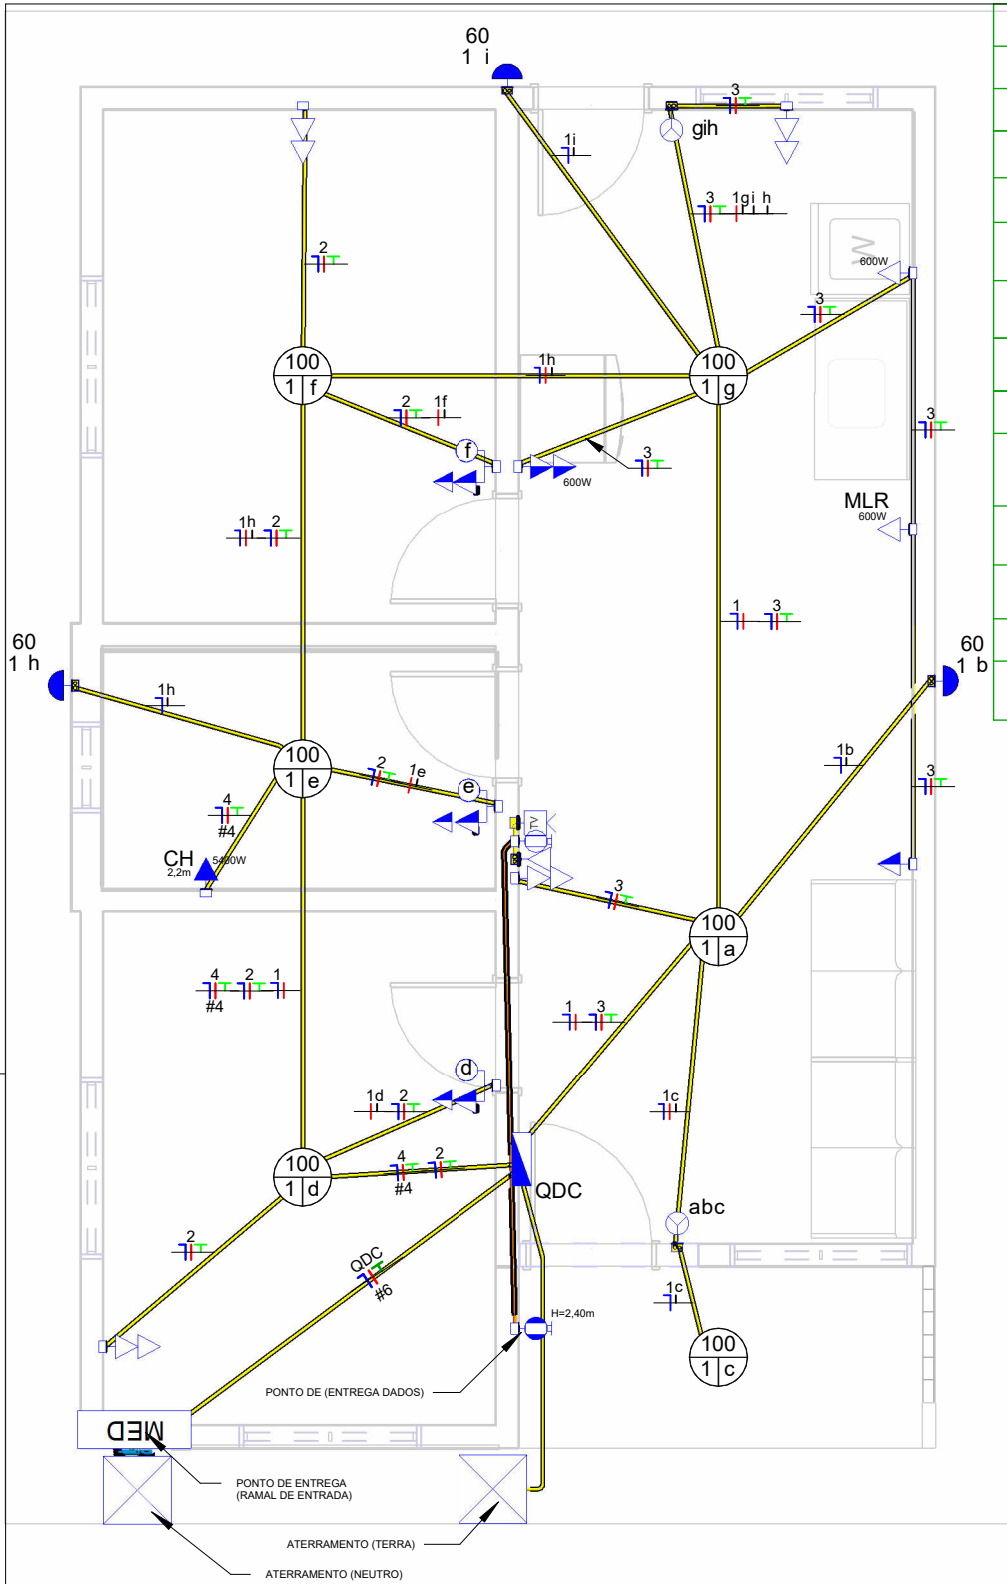 60
1 i
3
gih
1i
3 1gi h
W
600W
2
3
100
1 f
1h
100
1 g
2 1f
f
3
600W
3
MLR
600W
1h 2
1 3
60
1 h
60
1 b
1h
1b
100
1 e
2 1e
e
4
#4
3
TV
CH
2,2m
5400W
3
100
1 a
4 2 1
#4
1 3
d
1d 2
1c
100
1 d
4 2
#4
QDC
abc
2
QDC
#6
1c
H=2,40m
100
1 c
PONTO DE (ENTREGA DADOS)
MED
PONTO DE ENTREGA
(RAMAL DE ENTRADA)
ATERRAMENTO (TERRA)
ATERRAMENTO (NEUTRO)